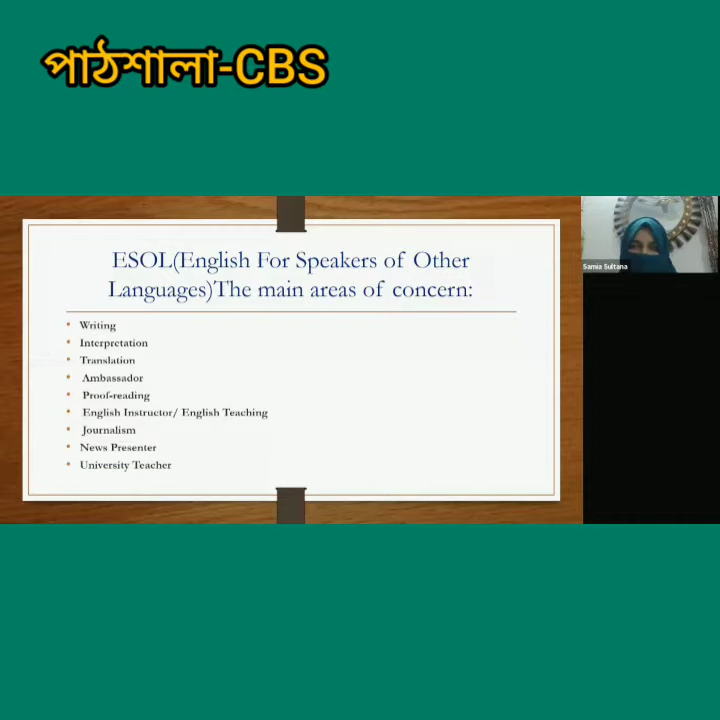 পাঠশালা-CBS
ESOL(English For Speakers of Other
Languages)The main areas of concern:
Writing
Interpretation
Translation
Ambassador
Proof-reading
English Instructor/ English Teaching
Journalism
News Presenter
University Teacher
Samia Sultana